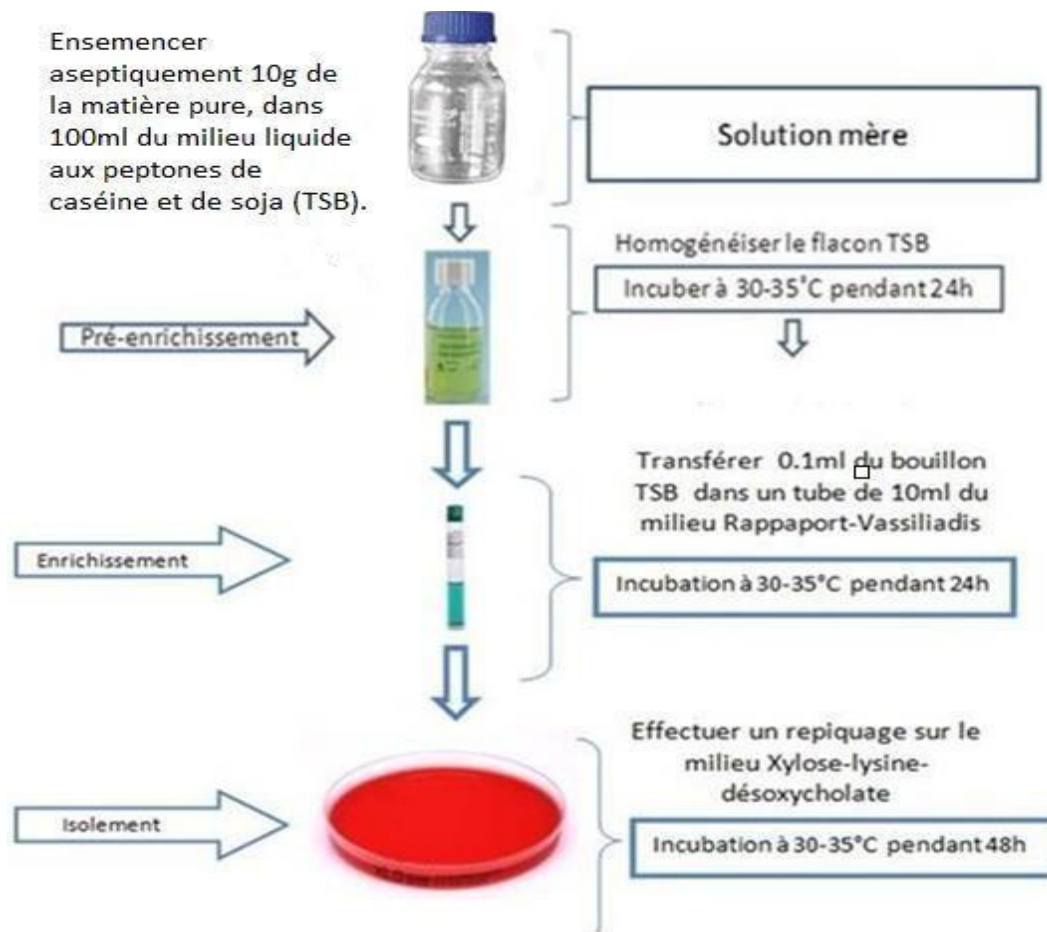 Ensemencer
aseptiquement 10g de
la matière pure, dans
100ml du milieu liquide
aux peptones de
caséine et de soja (TSB).
Solution mère
Homogénéiser le flacon TSB
Incuber à 30-35°C pendant 24h
Pré-enrichissement
Transférer 0.1ml du bouillon
TSB dans un tube de 10ml du
milieu Rappaport-Vassiliadis
Enrichissement
Incubation à 30-35°C pendant 24h
Effectuer un repiquage sur le
milieu Xylose-lysine-
désoxycholate
Isolement
Incubation à 30-35°C pendant 48h